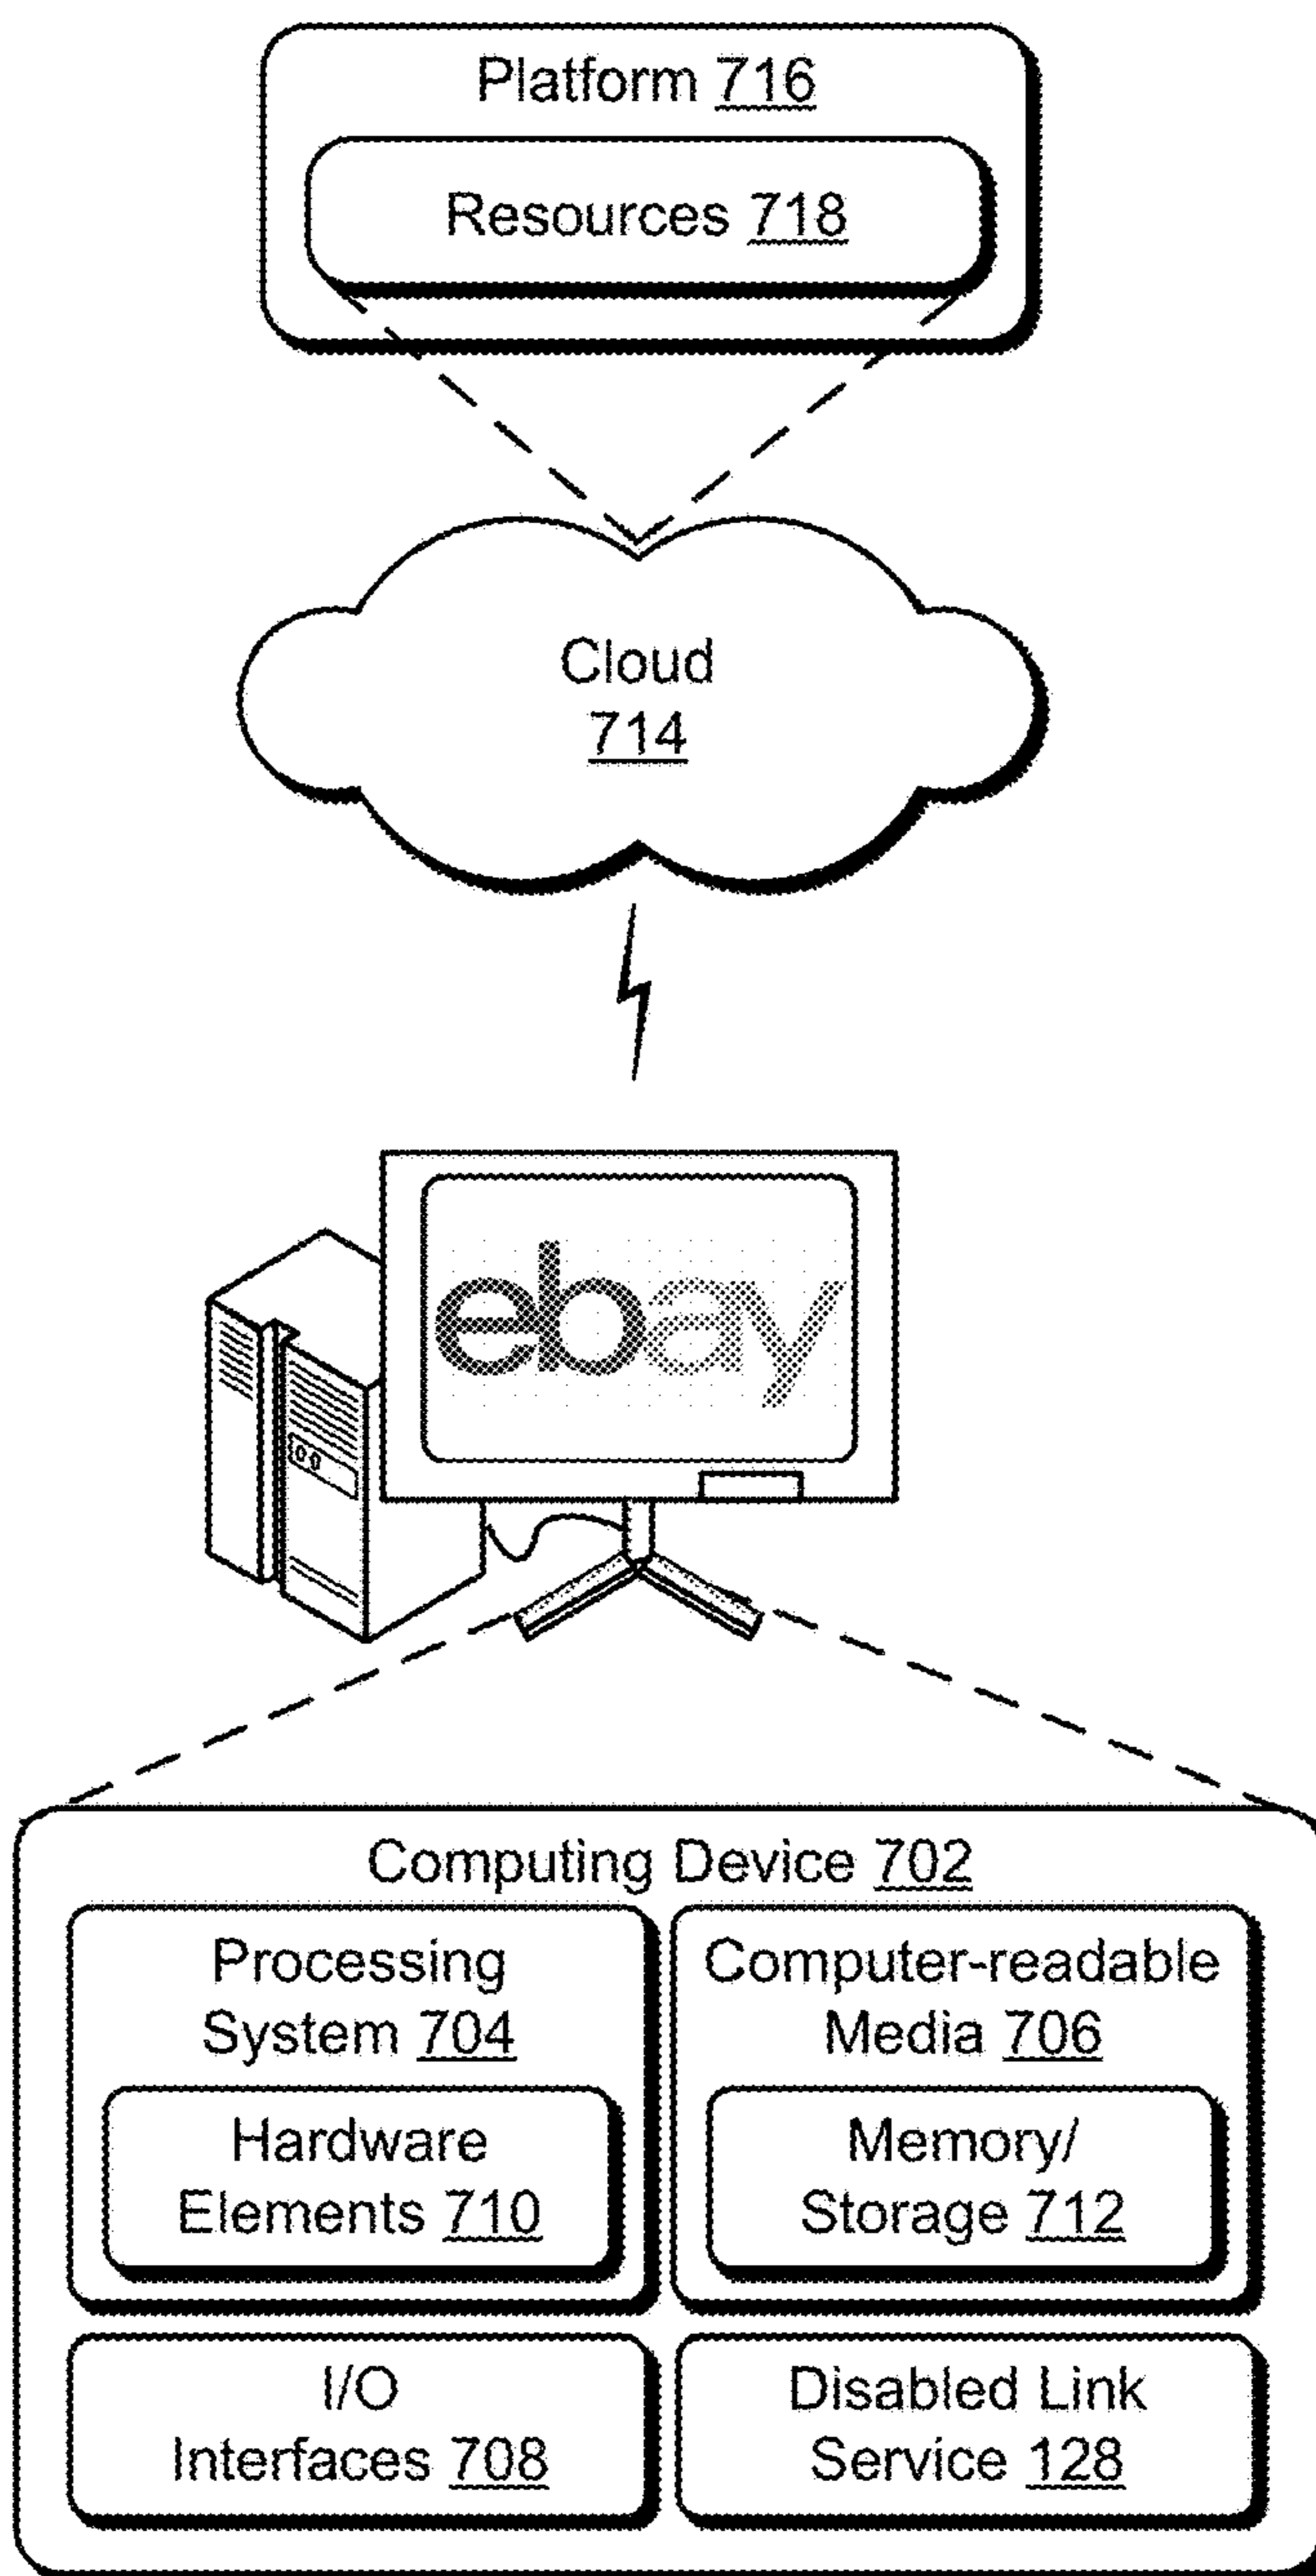 Platform 716
Resources 718
Cloud
714
ebay
Computing Device 702
Processing
System 704
Hardware
Elements 710
Computer-readable
Media 706
Memory/
Storage 712
I/O
Interfaces 708
Disabled Link
Service 128